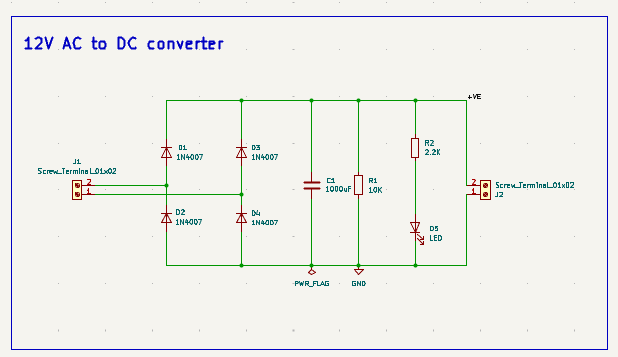 12V AC to DC converter
+VE
J1
Screw_Terminal_01x02
2
1
D1
1N4007
D3
1N4007
D2
1N4007
D4
1N4007
C1
1000uF
R1
10K
R2
2.2K
D5
LED
2
1
Screw_Terminal_01x02
J2
PWR_FLAG
GND